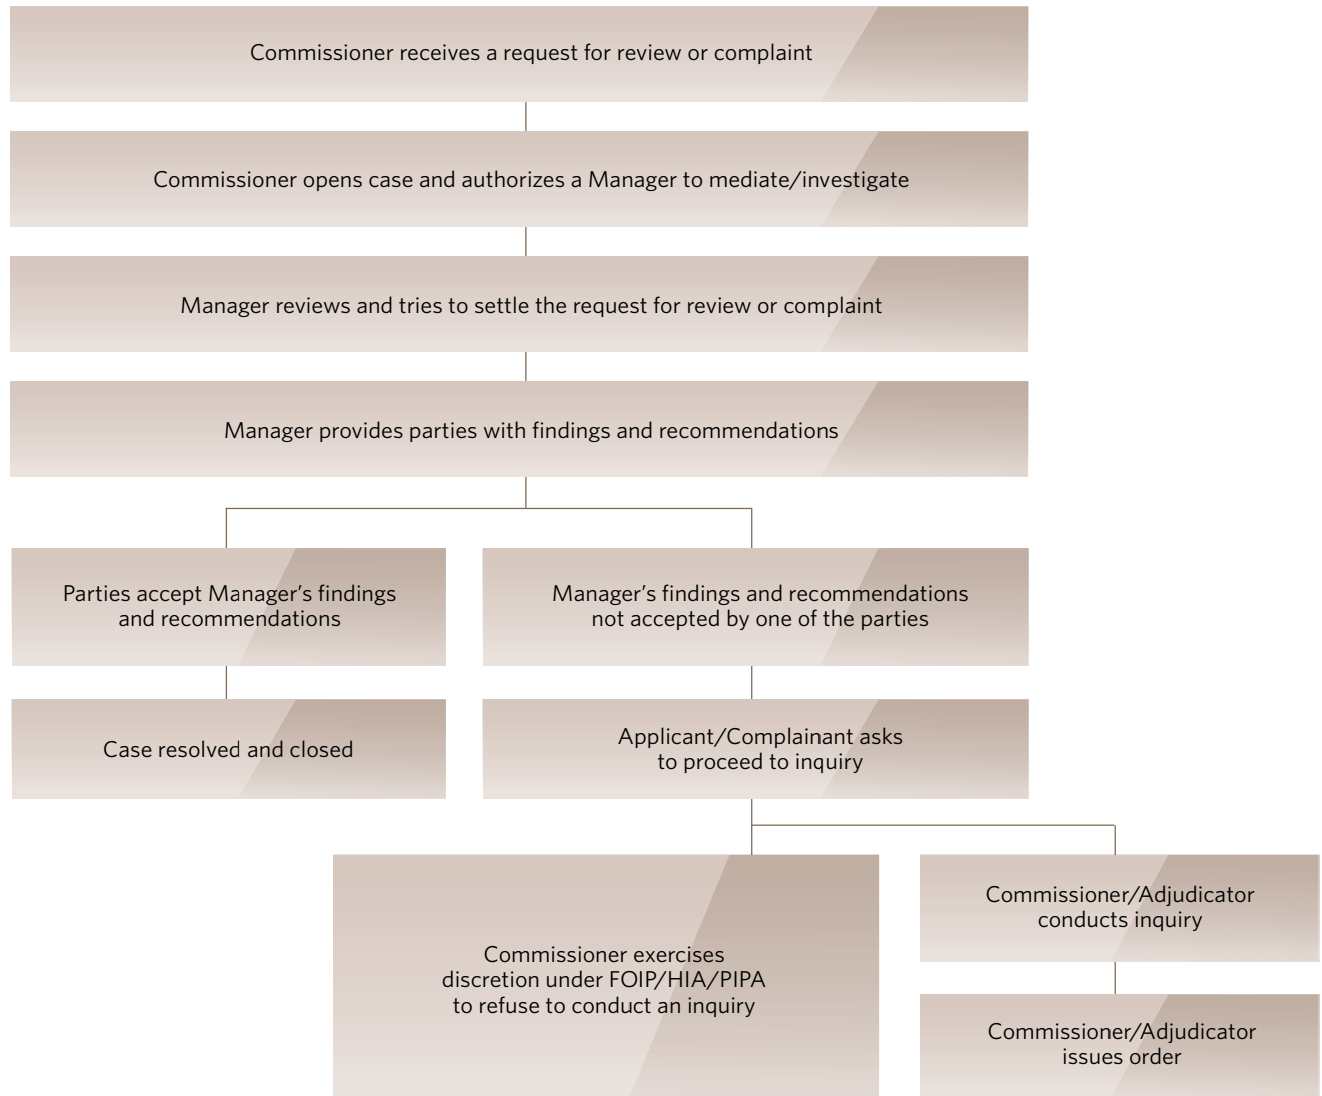 Commissioner receives a request for review or complaint
Commissioner opens case and authorizes a Manager to mediate/investigate
Manager reviews and tries to settle the request for review or complaint
Manager provides parties with findings and recommendations
Parties accept Manager’s findings
and recommendations
Manager’s findings and recommendations
not accepted by one of the parties
Case resolved and closed
Applicant/Complainant asks
to proceed to inquiry
Commissioner exercises
discretion under FOIP/HIA/PIPA
to refuse to conduct an inquiry
Commissioner/Adjudicator
conducts inquiry
Commissioner/Adjudicator
issues order